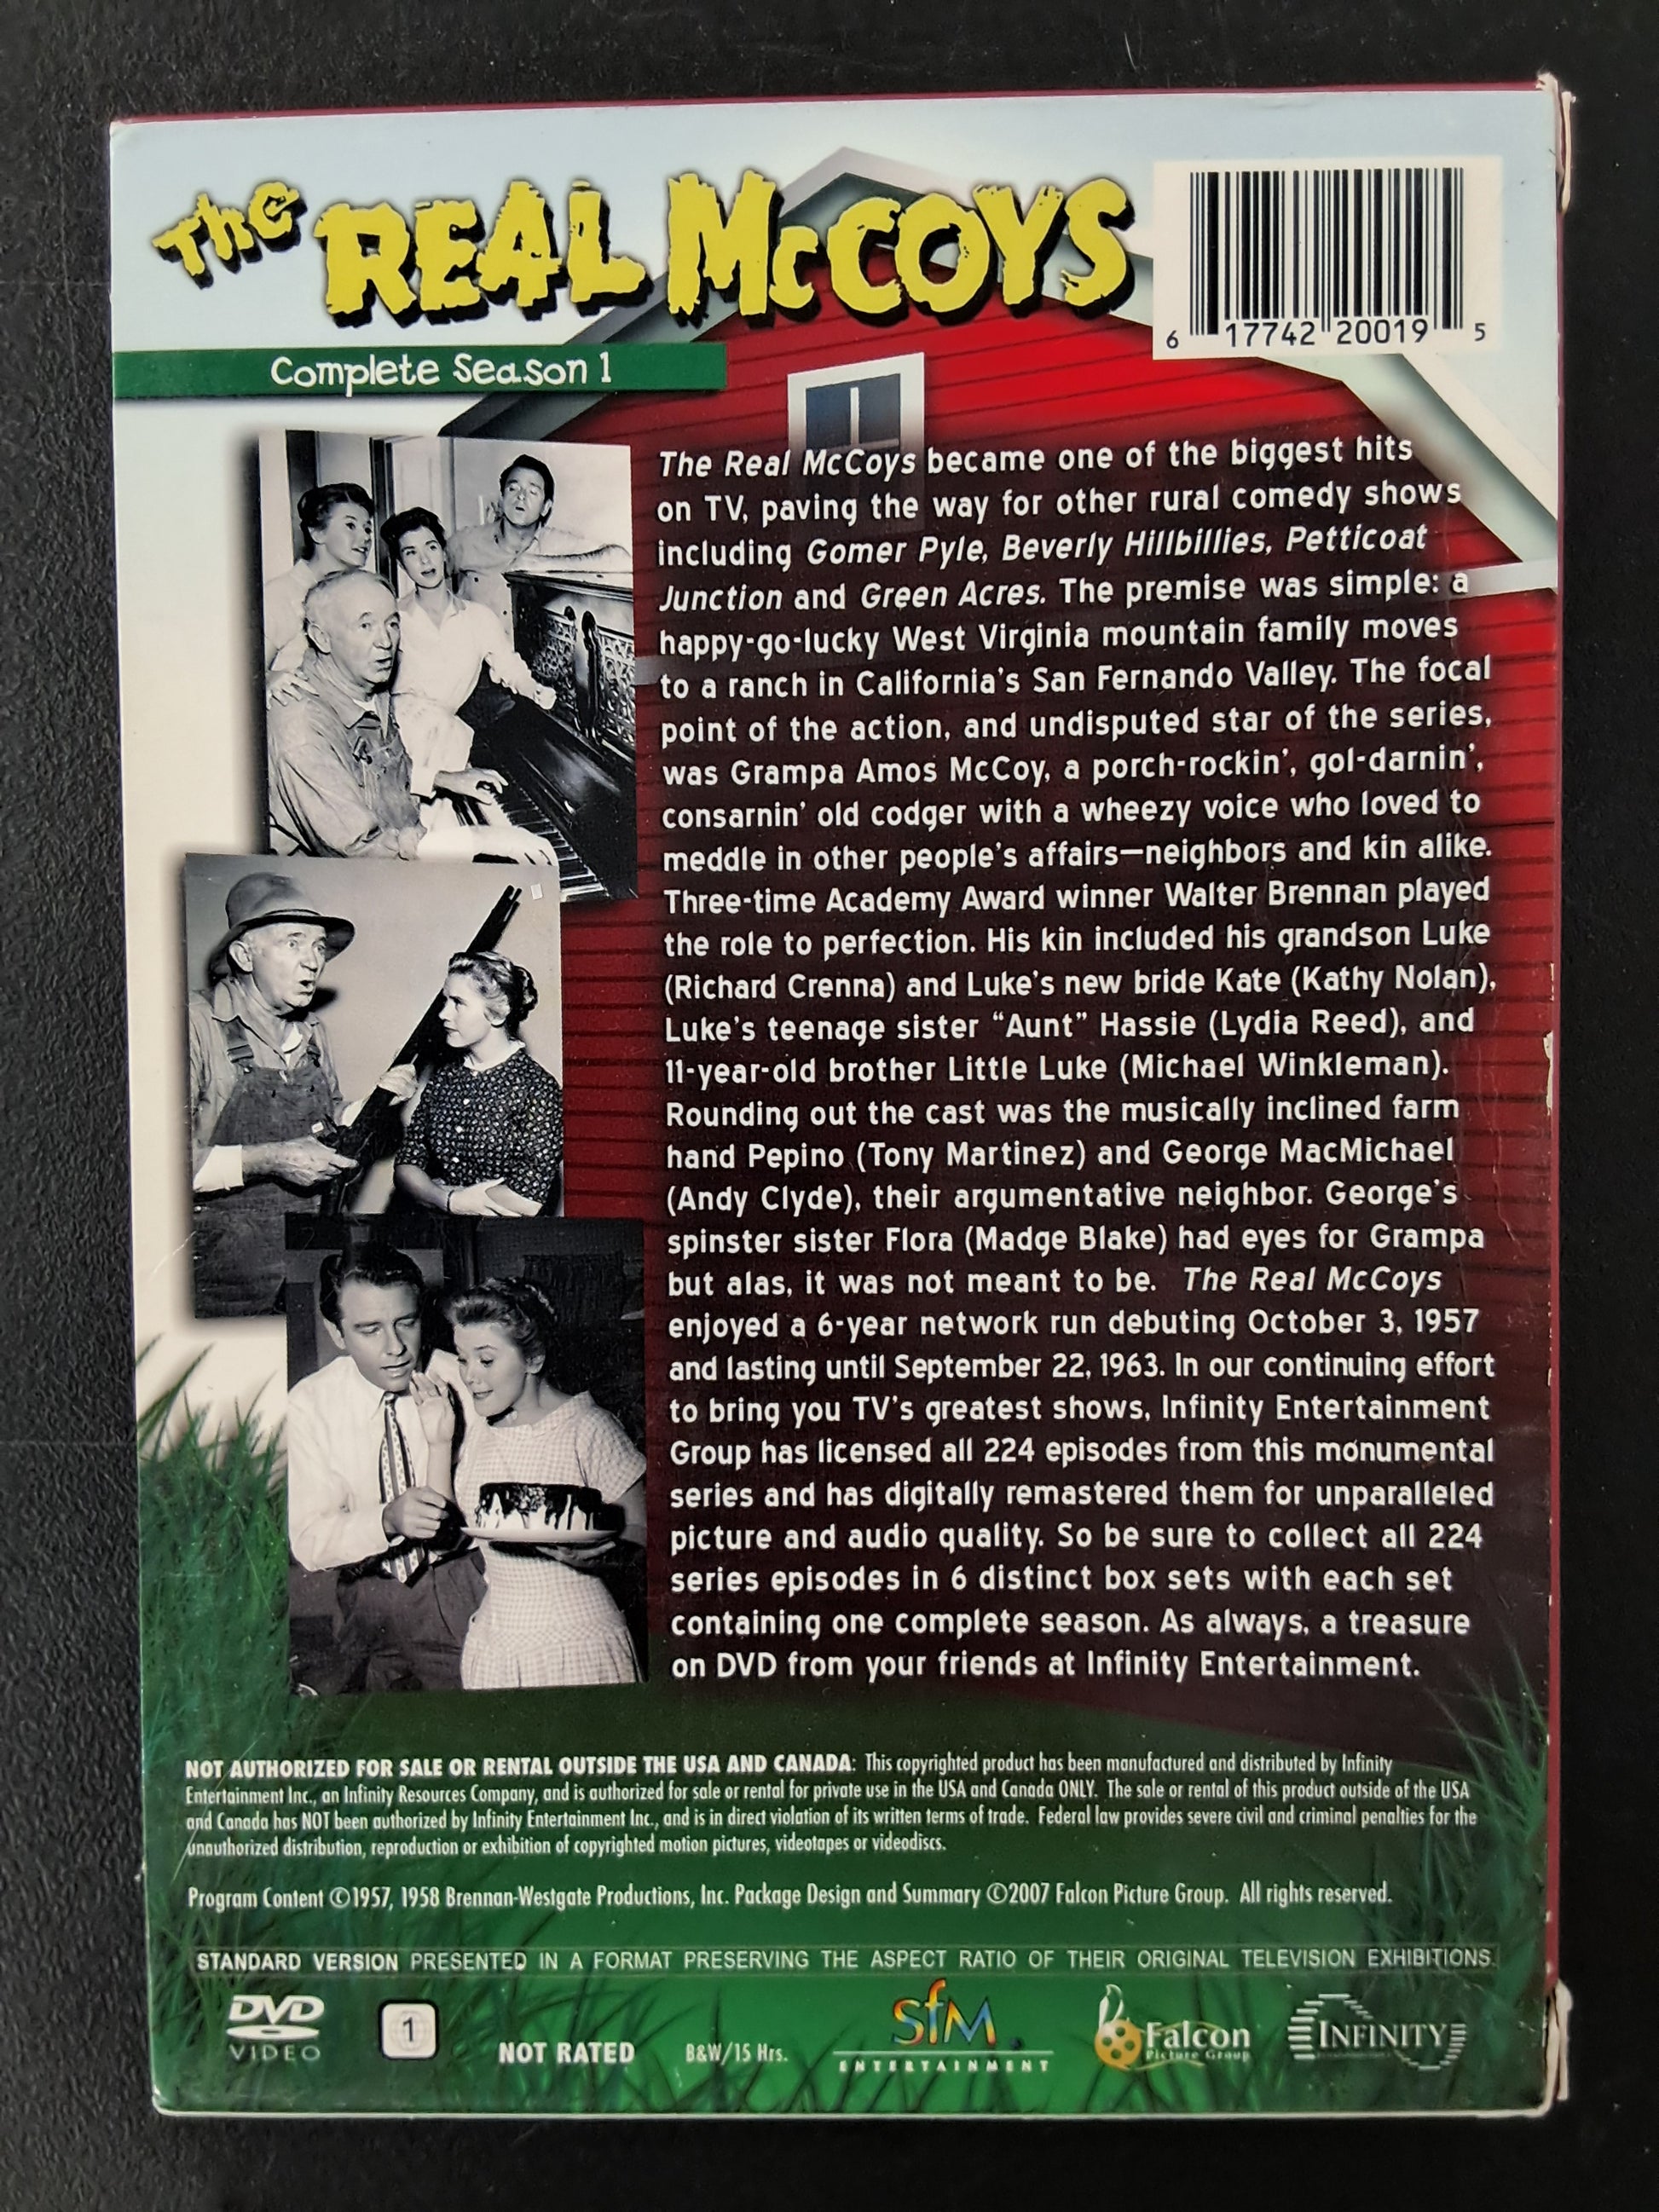 The REAL McCOYS
6 17742 20019 5
Complete Season 1
The Real McCoys became one of the biggest hits
on TV, paving the way for other rural comedy shows
including Gomer Pyle, Beverly Hillbillies, Petticoat
Junction and Green Acres. The premise was simple: a
happy-go-lucky West Virginia mountain family moves
to a ranch in California's San Fernando Valley. The focal
point of the action, and undisputed star of the series,
was Grampa Amos McCoy, a porch-rockin', gol-darnin',
consarnin' old codger with a wheezy voice who loved to
meddle in other people's affairs—neighbors and kin alike.
Three-time Academy Award winner Walter Brennan played
the role to perfection. His kin included his grandson Luke
(Richard Crenna) and Luke's new bride Kate (Kathy Nolan),
Luke's teenage sister "Aunt" Hassie (Lydia Reed), and
11-year-old brother Little Luke (Michael Winkleman).
Rounding out the cast was the musically inclined farm
hand Pepino (Tony Martinez) and George MacMichael
(Andy Clyde), their argumentative neighbor. George's
spinster sister Flora (Madge Blake) had eyes for Grampa
but alas, it was not meant to be. The Real McCoys
enjoyed a 6-year network run debuting October 3, 1957
and lasting until September 22, 1963. In our continuing effort
to bring you TV's greatest shows, Infinity Entertainment
Group has licensed all 224 episodes from this monumental
series and has digitally remastered them for unparalleled
picture and audio quality. So be sure to collect all 224
series episodes in 6 distinct box sets with each set
containing one complete season. As always, a treasure
on DVD from your friends at Infinity Entertainment.
NOT AUTHORIZED FOR SALE OR RENTAL OUTSIDE THE USA AND CANADA: This copyrighted product has been manufactured and distributed by Infinity
Entertainment Inc., an Infinity Resources Company, and is authorized for sale or rental for private use in the USA and Canada ONLY. The sale or rental of this product outside of the USA
and Canada has NOT been authorized by Infinity Entertainment Inc., and is in direct violation of its written terms of trade. Federal law provides severe civil and criminal penalties for the
unauthorized distribution, reproduction or exhibition of copyrighted motion pictures, videotapes or videodiscs.
Program Content ©1957, 1958 Brennan-Westgate Productions, Inc. Package Design and Summary ©2007 Falcon Picture Group. All rights reserved.
STANDARD VERSION PRESENTED IN A FORMAT PRESERVING THE ASPECT RATIO OF THEIR ORIGINAL TELEVISION EXHIBITIONS.
DVD VIDEO
1
NOT RATED
B&W/15 Hrs.
SfM ENTERTAINMENT
Falcon Picture Group
INFINITY